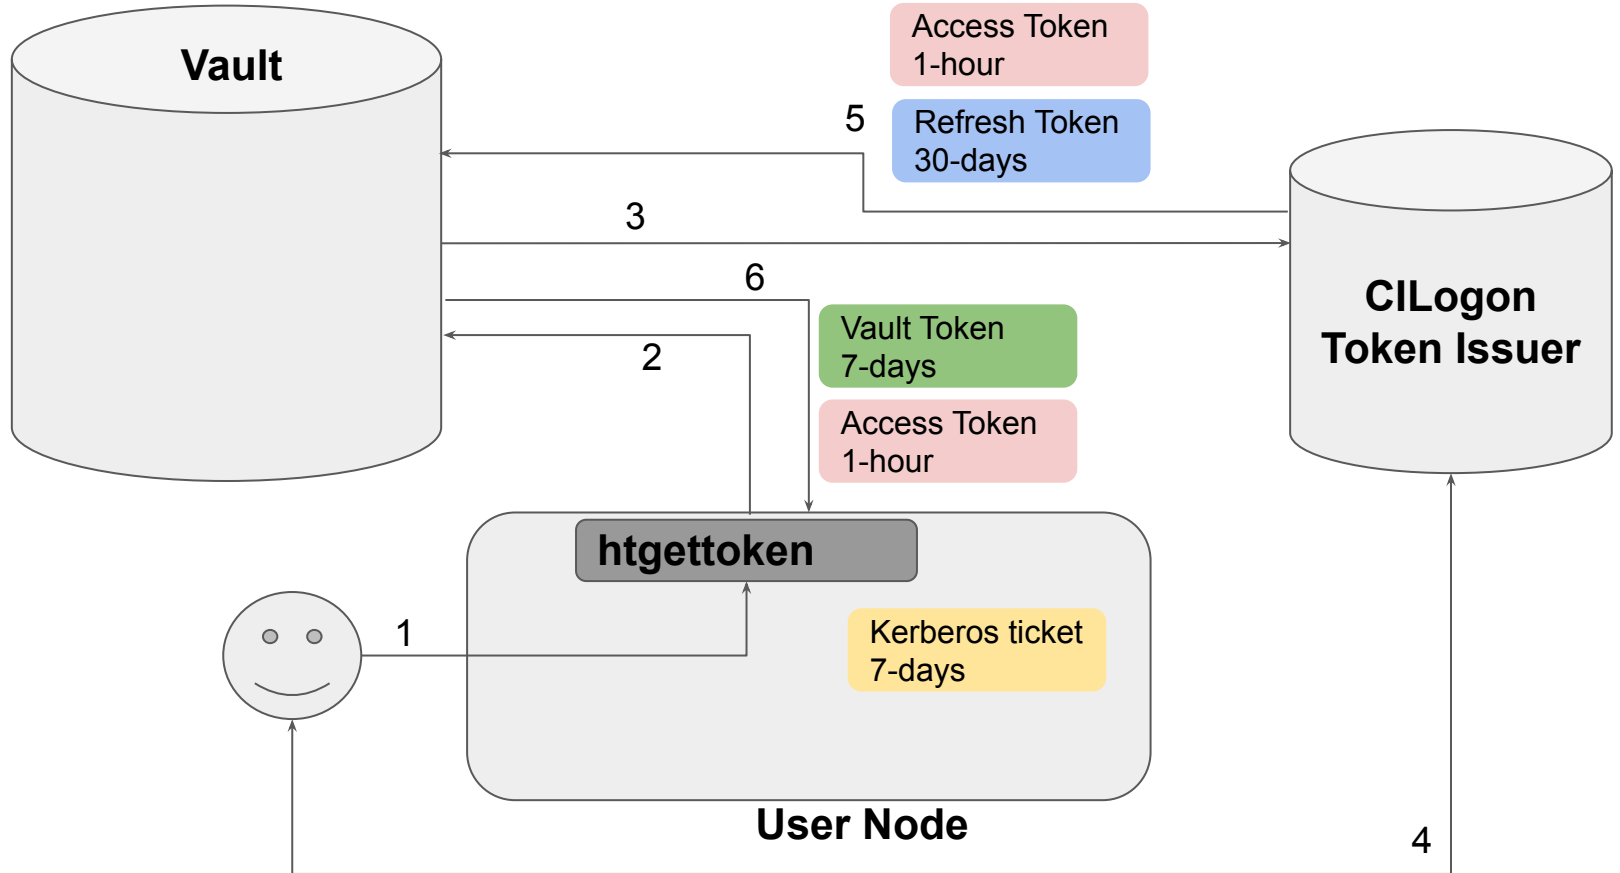 Vault
Access Token
1-hour
5
Refresh Token
30-days
3
6
CILogon
Token Issuer
Vault Token
7-days
2
Access Token
1-hour
htgettoken
1
Kerberos ticket
7-days
User Node
4